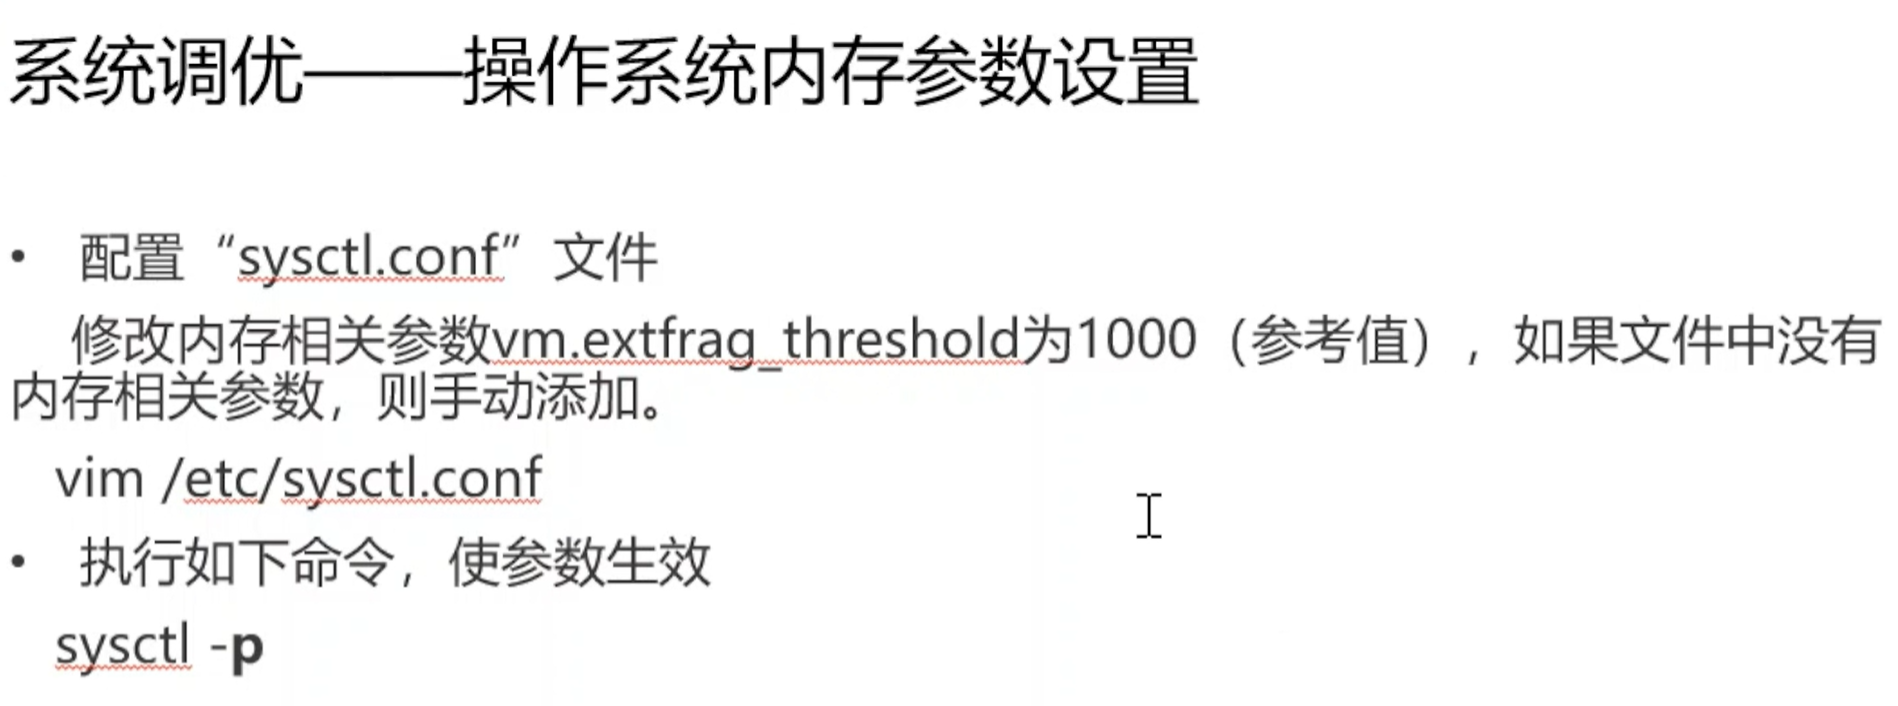 系统调优——操作系统内存参数设置
• 配置“sysctl.conf”文件
修改内存相关参数vm.extfrag_threshold为1000（参考值），如果文件中没有
内存相关参数，则手动添加。
vim /etc/sysctl.conf
• 执行如下命令，使参数生效
sysctl -p